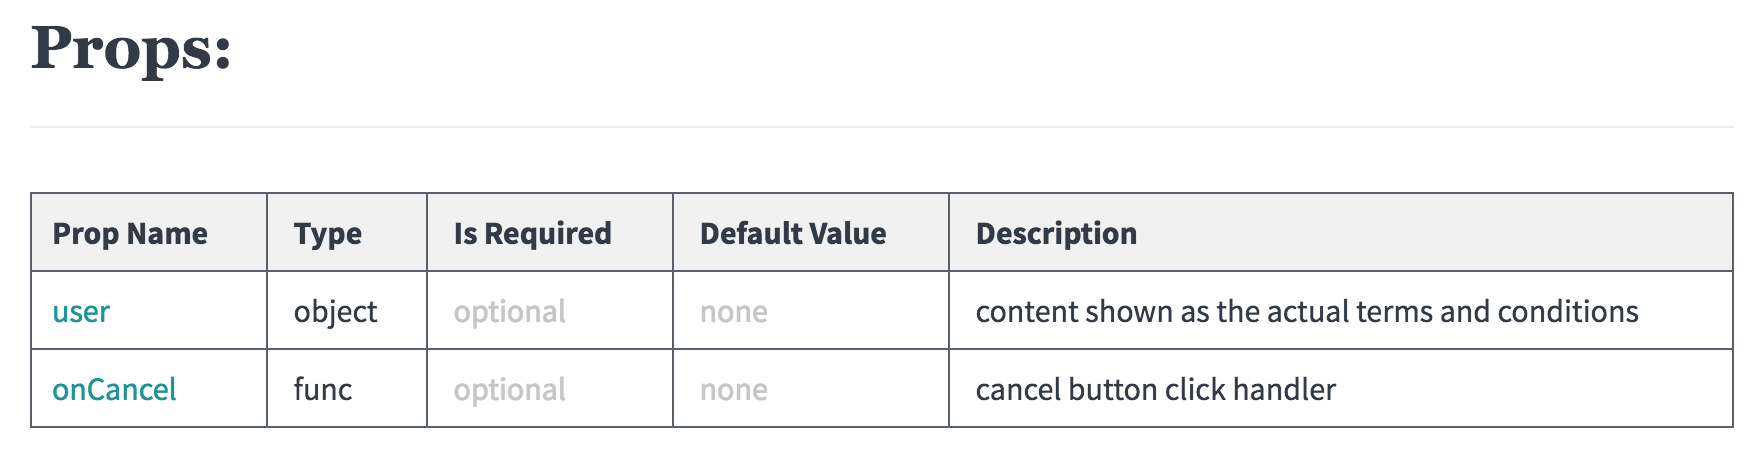 Props:
Prop Name Type Is Required Default Value Description
user object optional none content shown as the actual terms and conditions
onCancel func optional none cancel button click handler